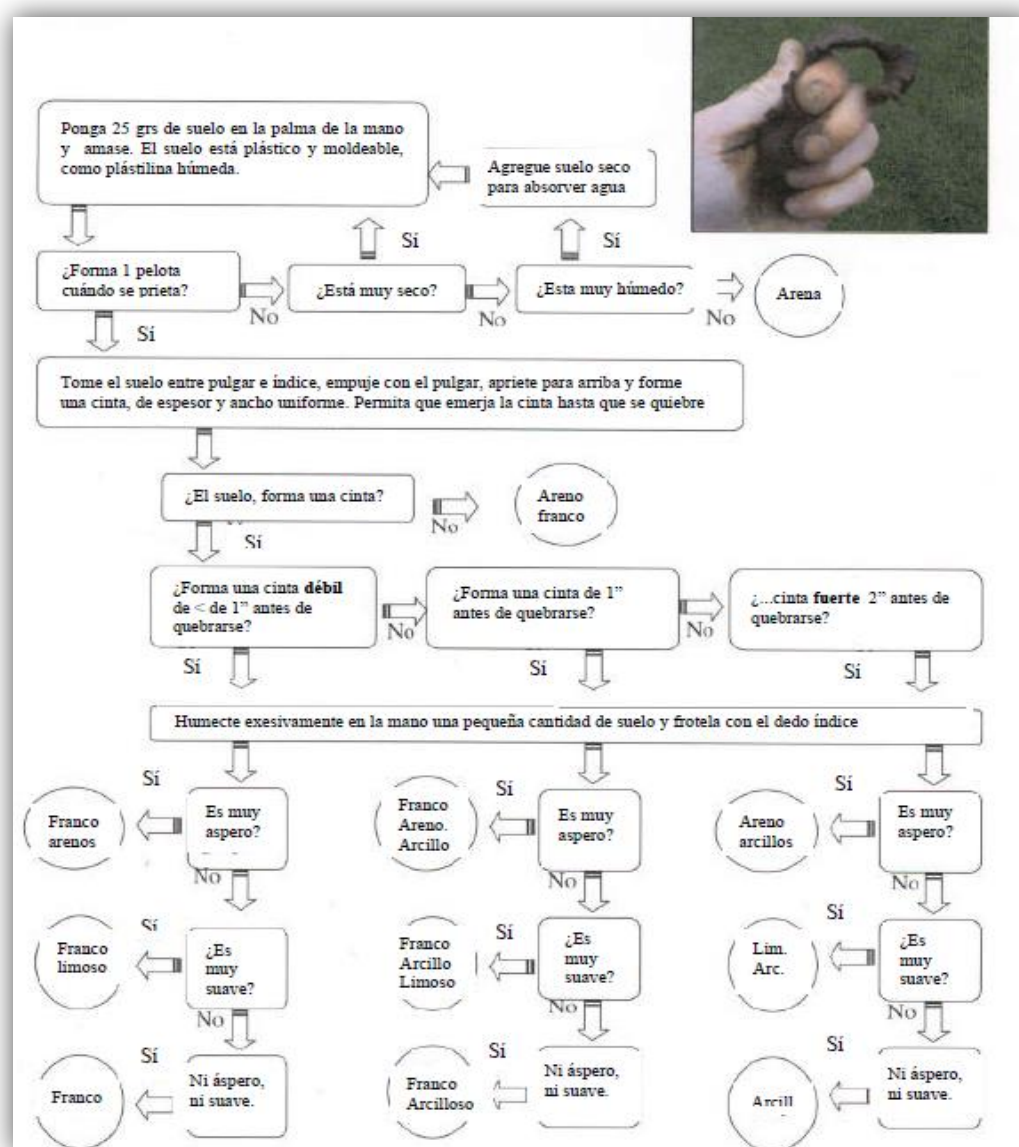 Ponga 25 grs de suelo en la palma de la mano
y amase. El suelo está plástico y moldeable,
como plástilina húmeda.
Agregue suelo seco
para absorver agua
Sí
Sí
¿Forma 1 pelota
cuándo se prieta?
No
¿Está muy seco?
No
¿Esta muy húmedo?
No
Arena
Sí
Tome el suelo entre pulgar e índice, empuje con el pulgar, apriete para arriba y forme
una cinta, de espesor y ancho uniforme. Permita que emerja la cinta hasta que se quiebre
¿El suelo, forma una cinta?
No
Areno
franco
Sí
¿Forma una cinta débil
de < de 1” antes de
quebrarse?
No
¿Forma una cinta de 1”
antes de quebrarse?
No
¿...cinta fuerte 2” antes de
quebrarse?
Sí
Sí
Sí
Humecte exesivamente en la mano una pequeña cantidad de suelo y frotela con el dedo índice
Sí
Franco
arenos
Es muy
aspero?
No
Sí
Franco
Areno.
Arcillo
Es muy
aspero?
No
Sí
Areno
arcillos
Es muy
aspero?
No
Sí
Franco
limoso
¿Es
muy
suave?
No
Sí
Franco
Arcillo
Limoso
¿Es
muy
suave?
No
Sí
Lim.
Arc.
¿Es
muy
suave?
No
Sí
Franco
Ni áspero,
ni suave.
Sí
Franco
Arcilloso
Ni áspero,
ni suave.
Sí
Arcill
Ni áspero,
ni suave.